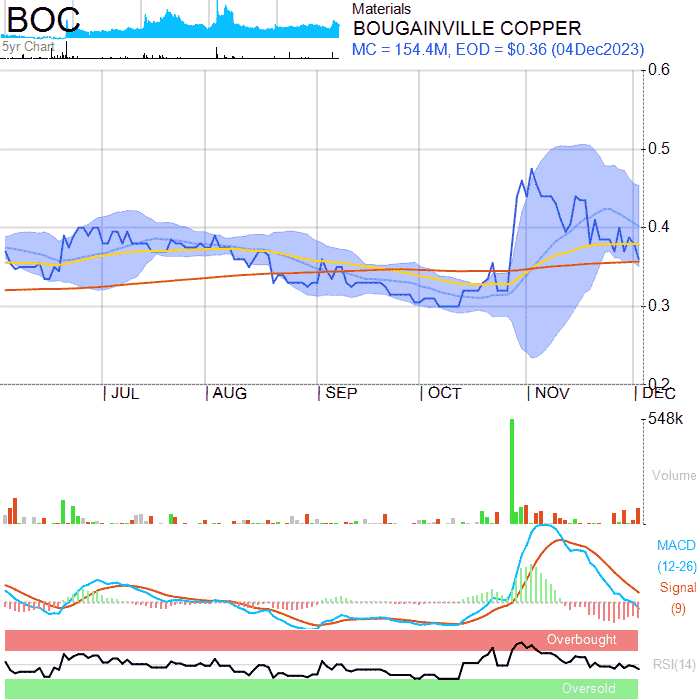 BOC
5yr Chart
Materials
BOUGAINVILLE COPPER
MC = 154.4M, EOD = $0.36 (04Dec2023)
0.6
0.5
0.4
0.3
0.2
JUL AUG SEP OCT NOV DEC
548k
Volume
MACD
(12-26)
Signal
(9)
Overbought
RSI(14)
Oversold